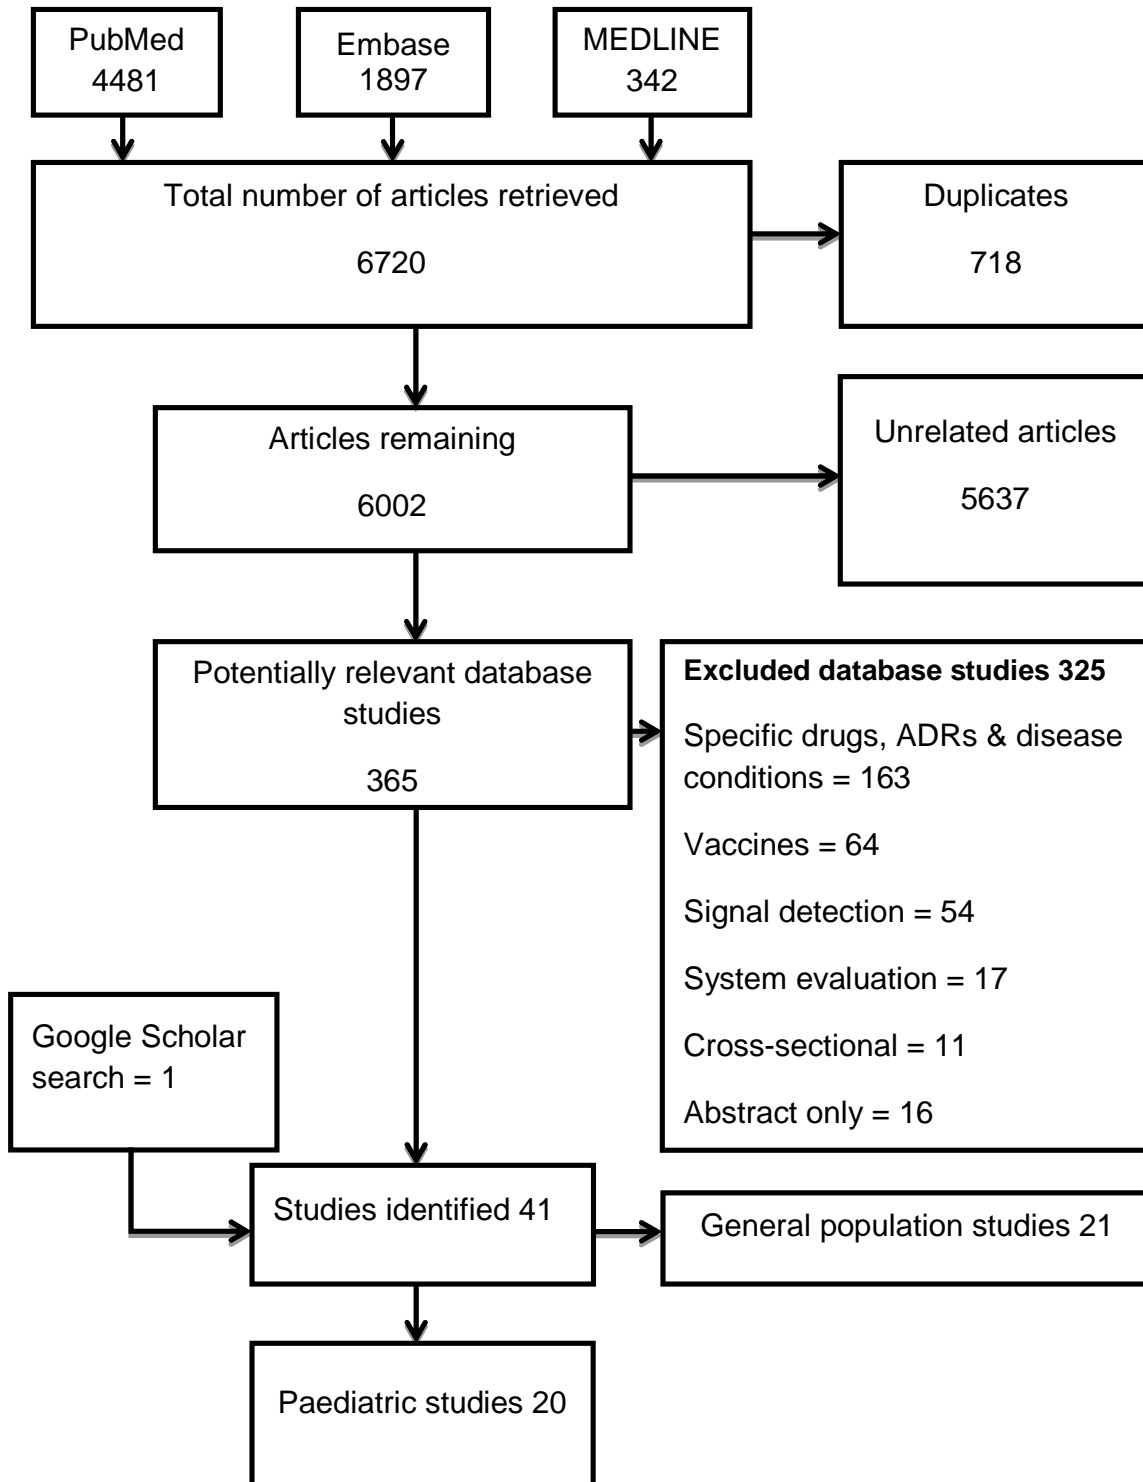 PubMed
4481
Embase
1897
MEDLINE
342
Total number of articles retrieved
6720
Duplicates
718
Articles remaining
6002
Unrelated articles
5637
Potentially relevant database
studies
365
Excluded database studies 325
Specific drugs, ADRs & disease
conditions = 163
Vaccines = 64
Signal detection = 54
System evaluation = 17
Cross-sectional = 11
Abstract only = 16
Google Scholar
search = 1
Studies identified 41
General population studies 21
Paediatric studies 20